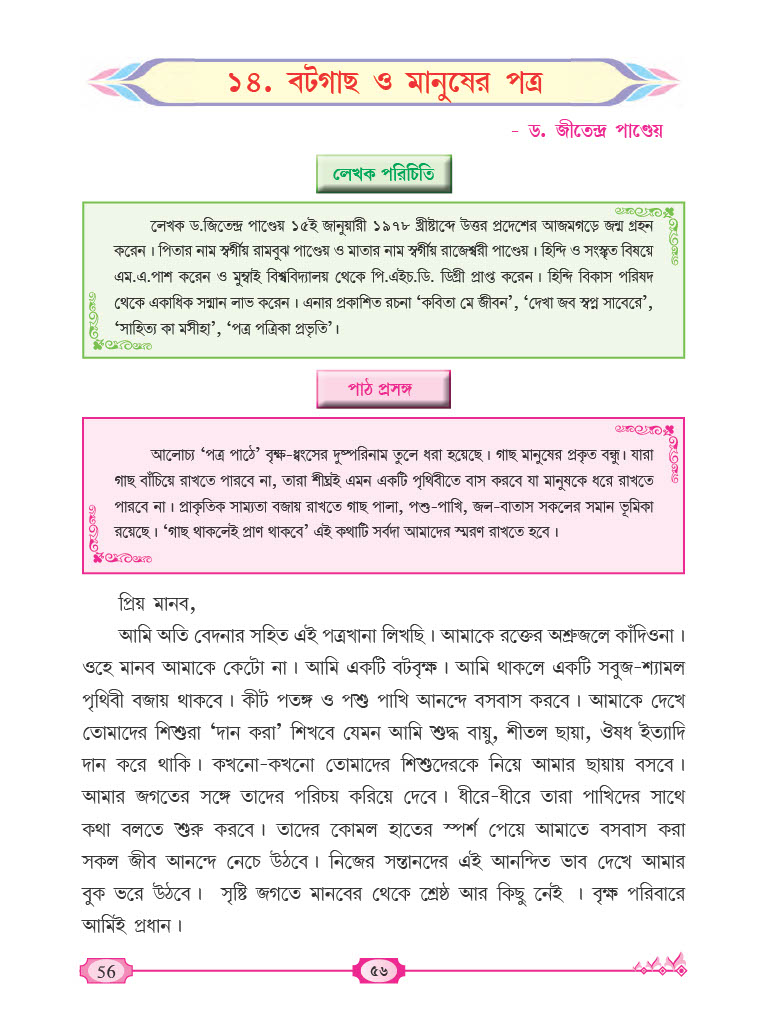 ১৪. বটগাছ ও মানুষের পত্র
- ড. জীতেন্দ্র পাণ্ডেয়
লেখক পরিচিতি
লেখক ড.জিতেন্দ্র পাণ্ডেয় ১৫ই জানুয়ারী ১৯৭৮ খ্রীষ্টাব্দে উত্তর প্রদেশের আজমগড়ে জন্ম গ্রহন
করেন। পিতার নাম স্বর্গীয় রামবুঝ পাণ্ডেয় ও মাতার নাম স্বর্গীয় রাজেশ্বরী পাণ্ডেয়। হিন্দি ও সংস্কৃত বিষয়ে
এম.এ.পাশ করেন ও মুম্বাই বিশ্ববিদ্যালয় থেকে পি.এইচ.ডি. ডিগ্রী প্রাপ্ত করেন। হিন্দি বিকাস পরিষদ
থেকে একাধিক সন্মান লাভ করেন। এনার প্রকাশিত রচনা ‘কবিতা মে জীবন’, ‘দেখা জব স্বপ্ন সাবেরে’,
‘সাহিত্য কা মসীহা’, ‘পত্র পত্রিকা প্রভৃতি’।
পাঠ প্রসঙ্গ
আলোচ্য ‘পত্র পাঠে’ বৃক্ষ-ধ্বংসের দুষ্পরিনাম তুলে ধরা হয়েছে। গাছ মানুষের প্রকৃত বন্ধু। যারা
গাছ বাঁচিয়ে রাখতে পারবে না, তারা শীঘ্রই এমন একটি পৃথিবীতে বাস করবে যা মানুষকে ধরে রাখতে
পারবে না। প্রাকৃতিক সাম্যতা বজায় রাখতে গাছ পালা, পশু-পাখি, জল-বাতাস সকলের সমান ভূমিকা
রয়েছে। ‘গাছ থাকলেই প্রাণ থাকবে’ এই কথাটি সর্বদা আমাদের স্মরণ রাখতে হবে।
প্রিয় মানব,
আমি অতি বেদনার সহিত এই পত্রখানা লিখছি। আমাকে রক্তের অশ্রুজলে কাঁদিওনা।
ওহে মানব আমাকে কেটো না। আমি একটি বটবৃক্ষ। আমি থাকলে একটি সবুজ-শ্যামল
পৃথিবী বজায় থাকবে। কীট পতঙ্গ ও পশু পাখি আনন্দে বসবাস করবে। আমাকে দেখে
তোমাদের শিশুরা ‘দান করা’ শিখবে যেমন আমি শুদ্ধ বায়ু, শীতল ছায়া, ঔষধ ইত্যাদি
দান করে থাকি। কখনো-কখনো তোমাদের শিশুদেরকে নিয়ে আমার ছায়ায় বসবে।
আমার জগতের সঙ্গে তাদের পরিচয় করিয়ে দেবে। ধীরে-ধীরে তারা পাখিদের সাথে
কথা বলতে শুরু করবে। তাদের কোমল হাতের স্পর্শ পেয়ে আমাতে বসবাস করা
সকল জীব আনন্দে নেচে উঠবে। নিজের সন্তানদের এই আনন্দিত ভাব দেখে আমার
বুক ভরে উঠবে। সৃষ্টি জগতে মানবের থেকে শ্রেষ্ঠ আর কিছু নেই । বৃক্ষ পরিবারে
আমিই প্রধান।
56
৫৬